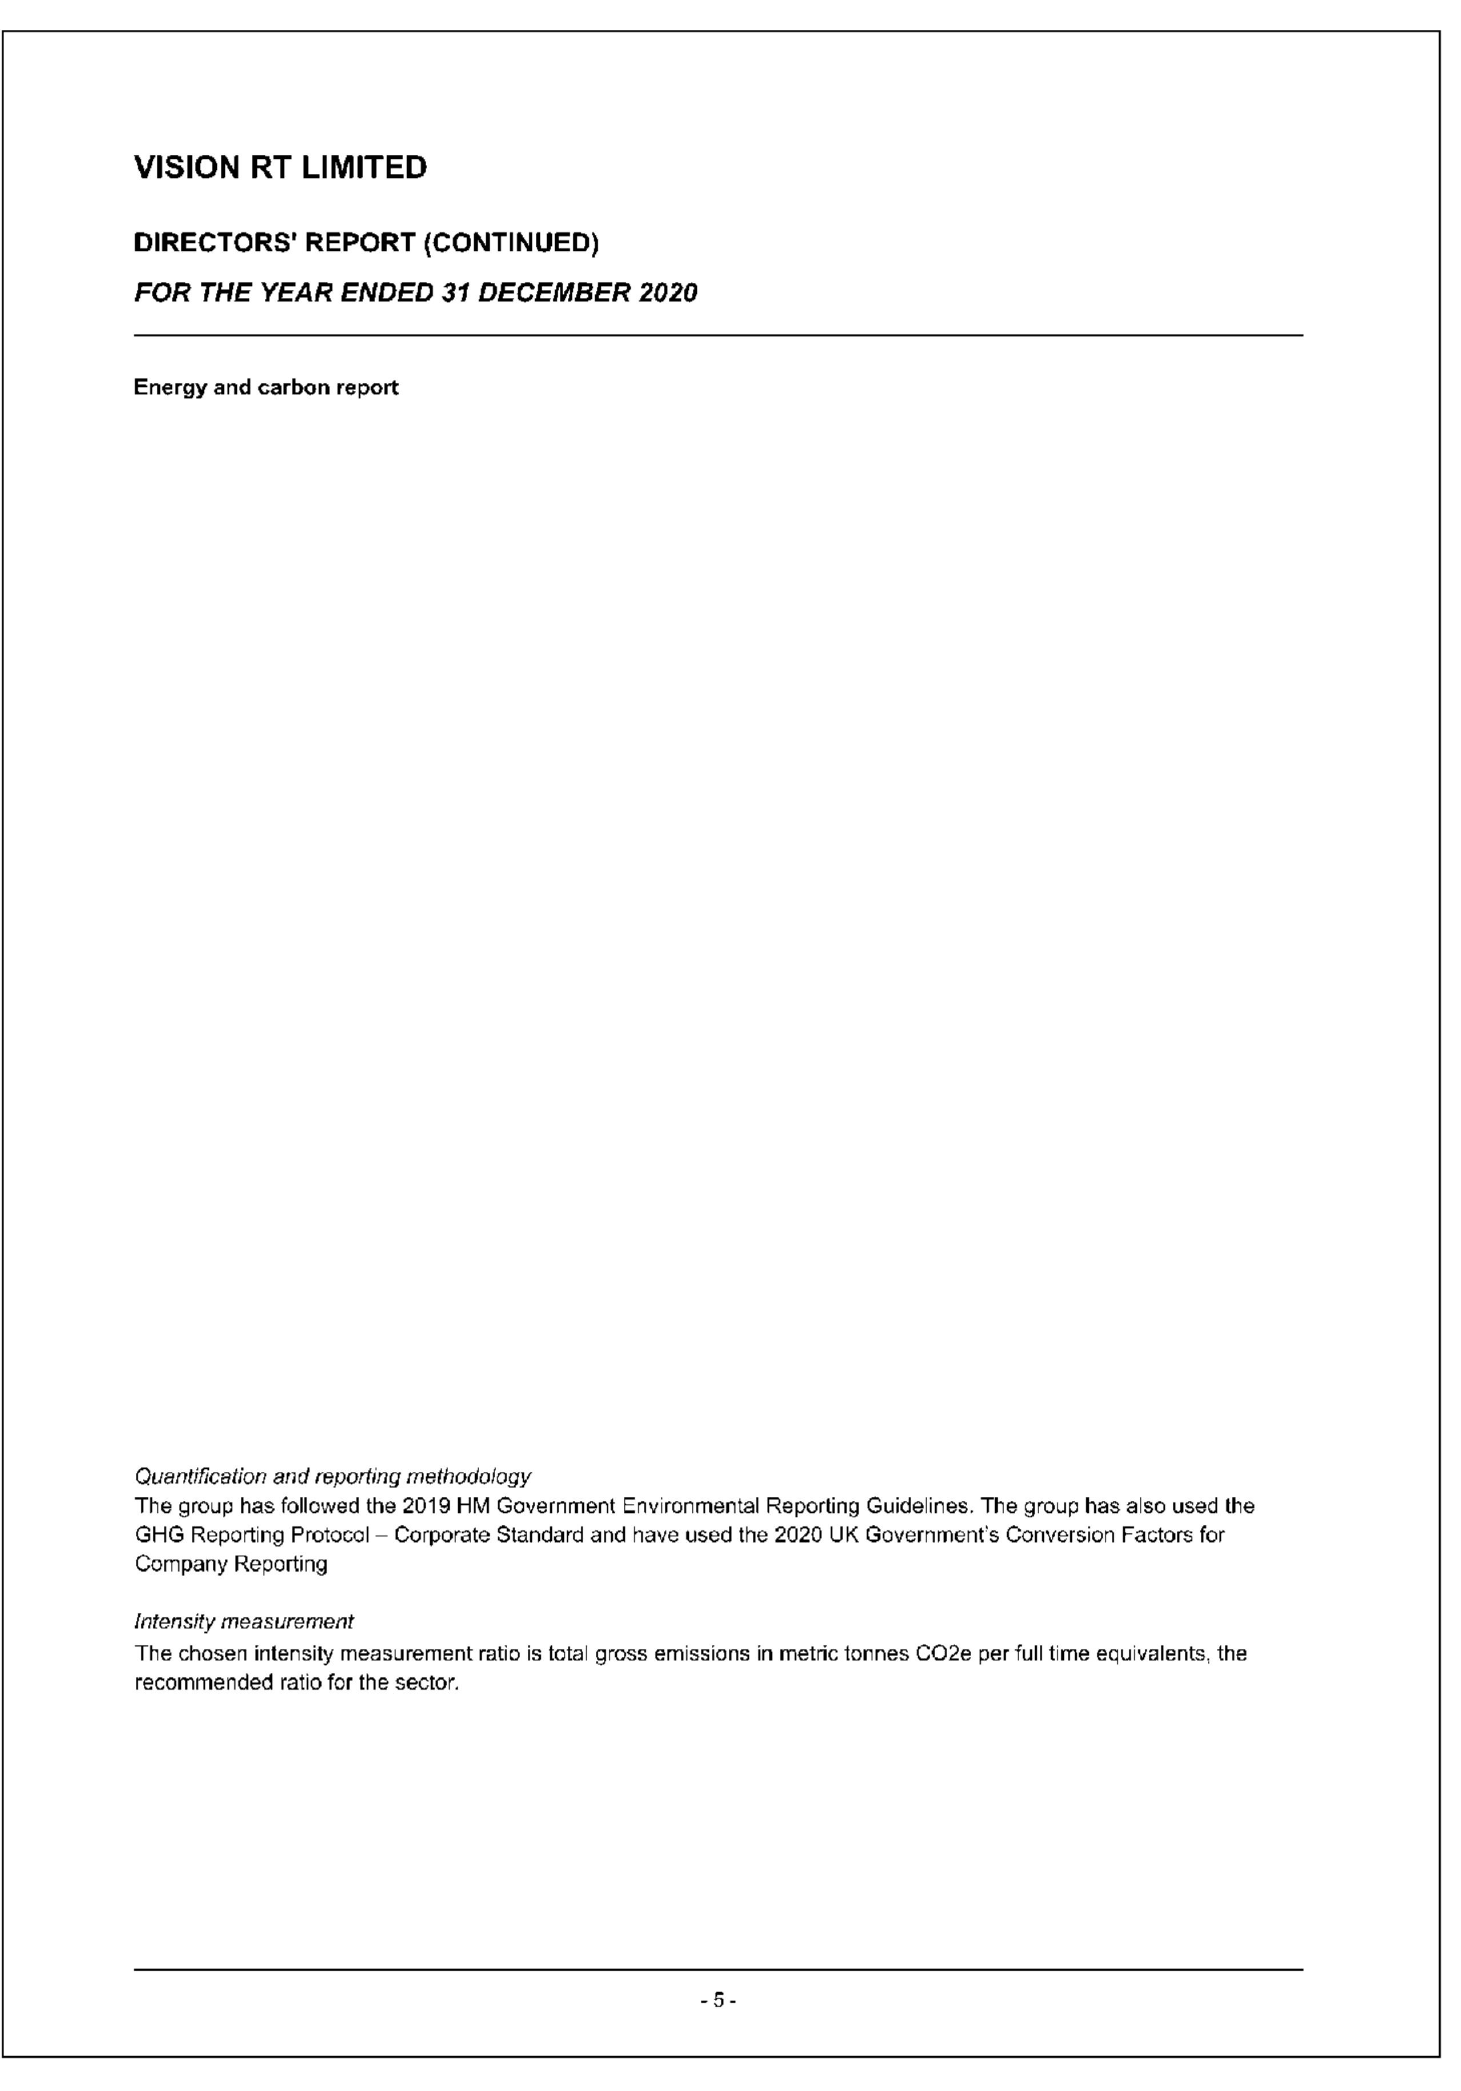 VISION RT LIMITED
DIRECTORS' REPORT (CONTINUED)
FOR THE YEAR ENDED 31 DECEMBER 2020
Energy and carbon report
Quantification and reporting methodology
The group has followed the 2019 HM Government Environmental Reporting Guidelines. The group has also used the
GHG Reporting Protocol – Corporate Standard and have used the 2020 UK Government's Conversion Factors for
Company Reporting
Intensity measurement
The chosen intensity measurement ratio is total gross emissions in metric tonnes CO2e per full time equivalents, the
recommended ratio for the sector.
- 5 -